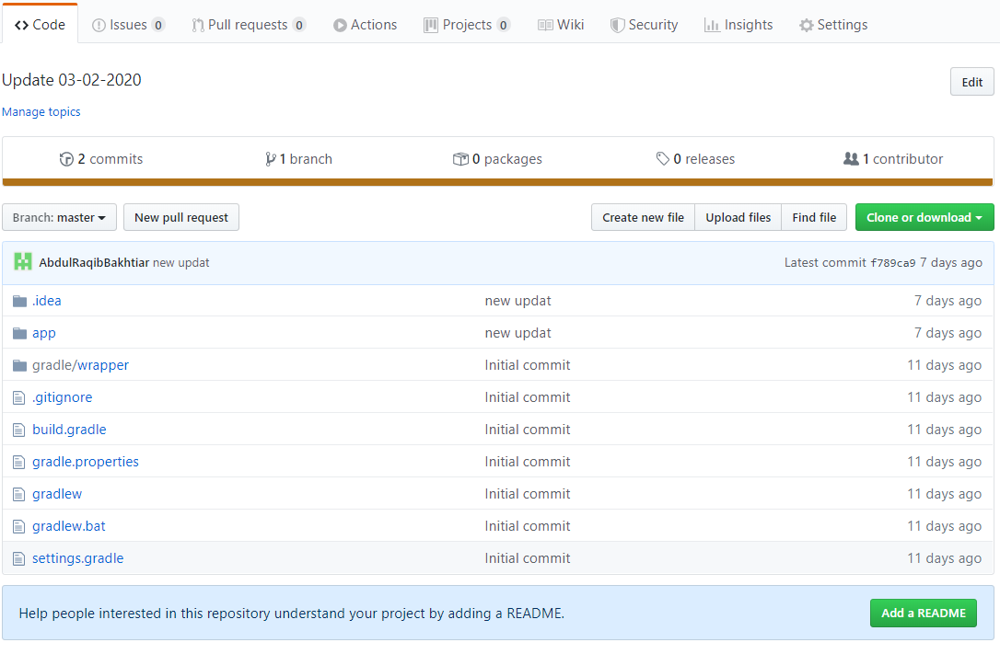 Code Issues 0 Pull requests 0 Actions Projects 0 Wiki Security Insights Settings
Update 03-02-2020 Edit
Manage topics
2 commits 1 branch 0 packages 0 releases 1 contributor
Branch: master New pull request Create new file Upload files Find file Clone or download
AbdulRaqibBakhtiar new updat Latest commit f789ca9 7 days ago
.idea new updat 7 days ago
app new updat 7 days ago
gradle/wrapper Initial commit 11 days ago
.gitignore Initial commit 11 days ago
build.gradle Initial commit 11 days ago
gradle.properties Initial commit 11 days ago
gradlew Initial commit 11 days ago
gradlew.bat Initial commit 11 days ago
settings.gradle Initial commit 11 days ago
Help people interested in this repository understand your project by adding a README. Add a README